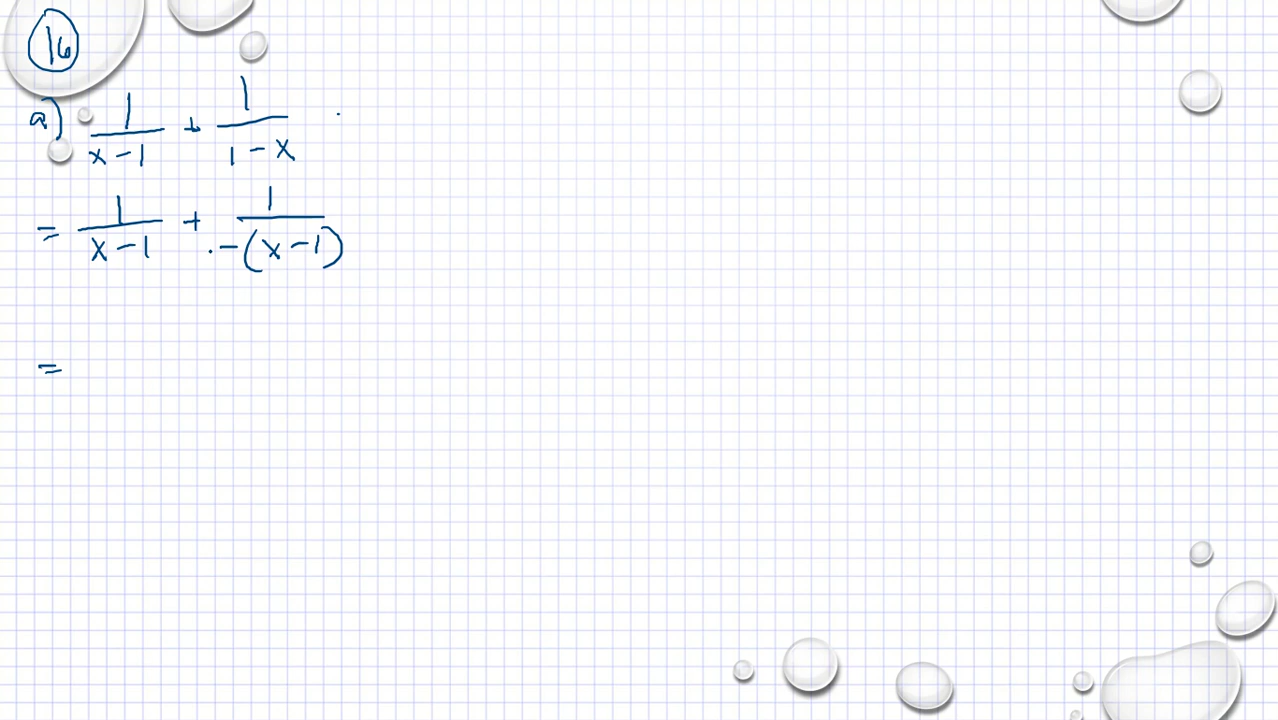 16
a) 1/(x-1) + 1/(1-x)
= 1/(x-1) + 1/(-(x-1))
=